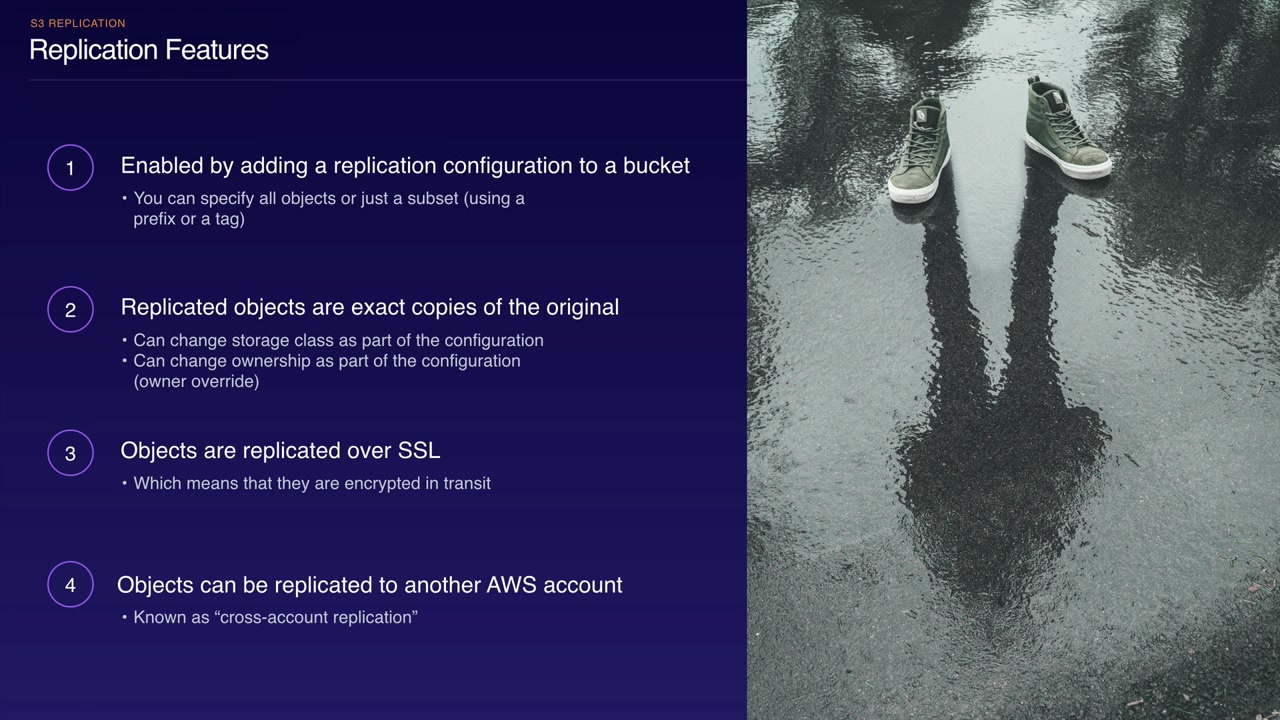 S3 REPLICATION
Replication Features
1
Enabled by adding a replication configuration to a bucket
• You can specify all objects or just a subset (using a
prefix or a tag)
2
Replicated objects are exact copies of the original
• Can change storage class as part of the configuration
• Can change ownership as part of the configuration
(owner override)
3
Objects are replicated over SSL
• Which means that they are encrypted in transit
4
Objects can be replicated to another AWS account
• Known as “cross-account replication”